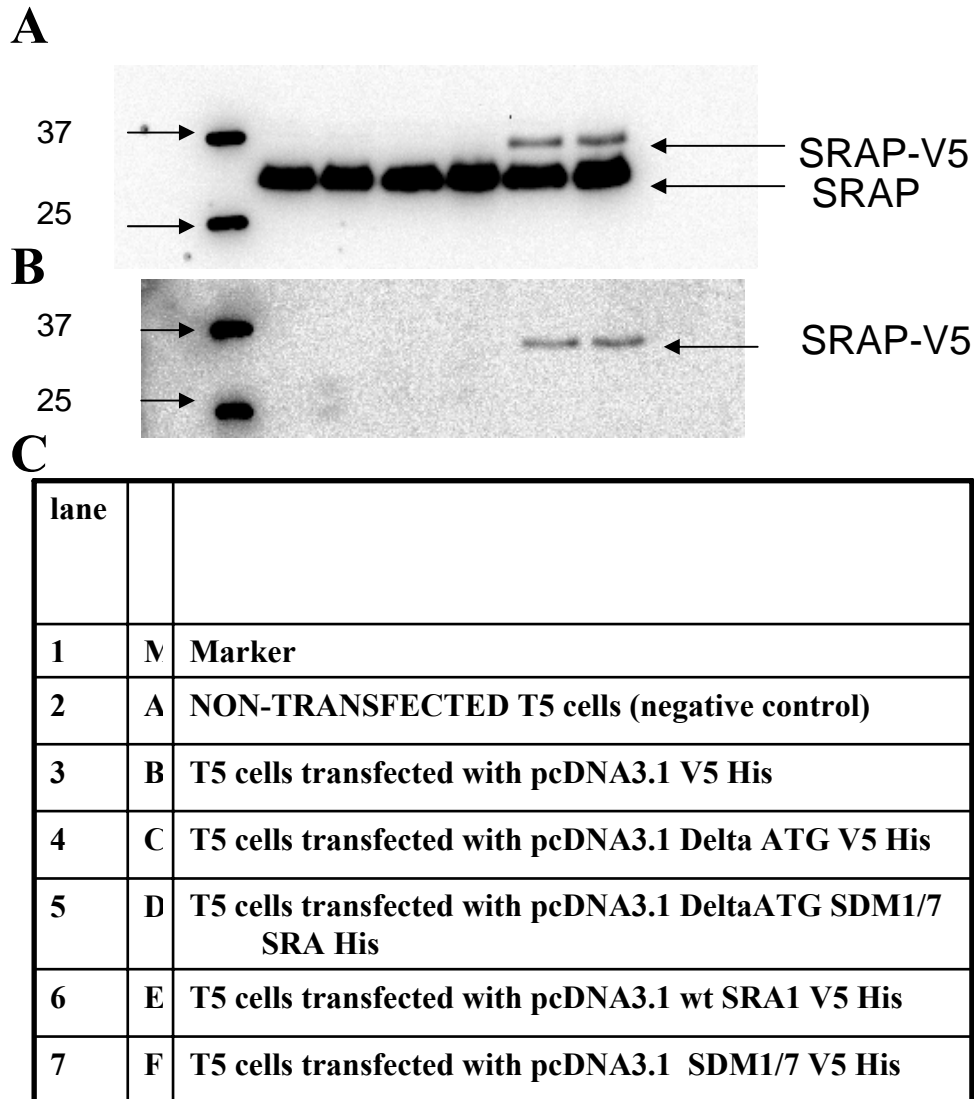 A
37
SRAP-V5
SRAP
25
B
37
SRAP-V5
25
C
lane
1 M Marker
2 A NON-TRANSFECTED T5 cells (negative control)
3 B T5 cells transfected with pcDNA3.1 V5 His
4 C T5 cells transfected with pcDNA3.1 Delta ATG V5 His
5 D T5 cells transfected with pcDNA3.1 DeltaATG SDM1/7
SRA His
6 E T5 cells transfected with pcDNA3.1 wt SRA1 V5 His
7 F T5 cells transfected with pcDNA3.1 SDM1/7 V5 His